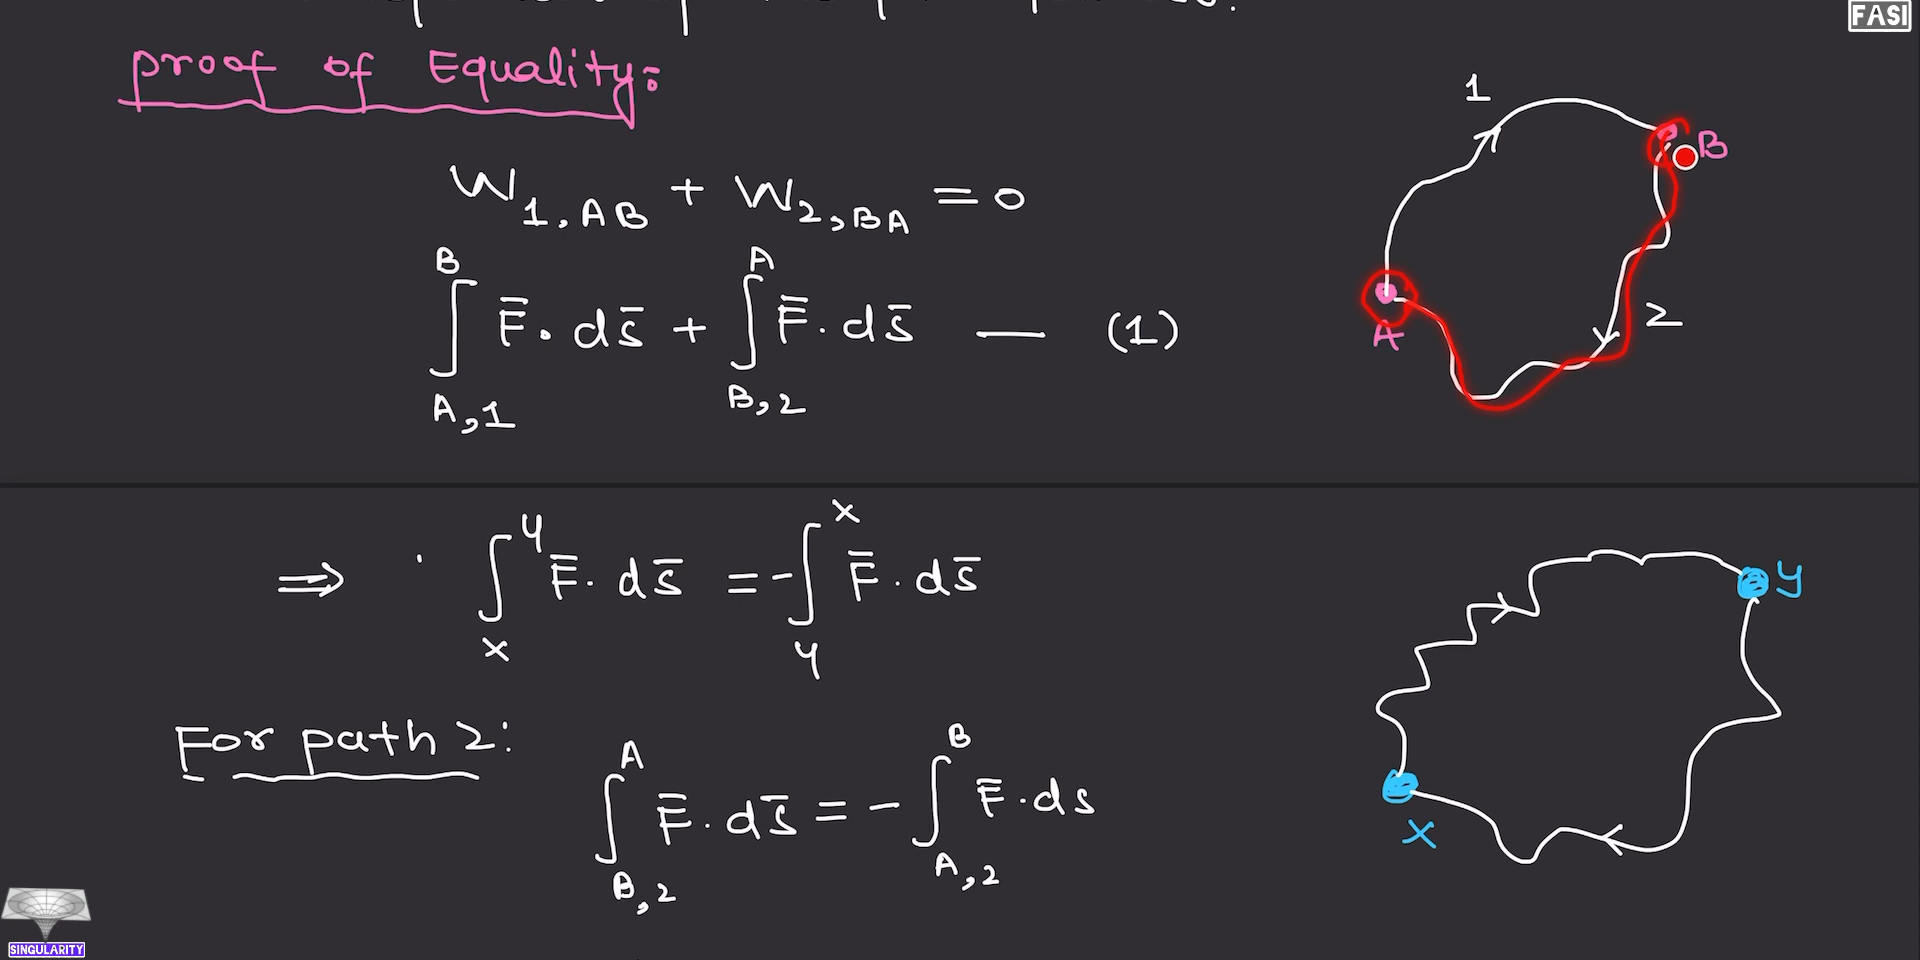 FASI
Proof of Equality:
1
B
W₁,AB + W₂,BA = 0
∫_{A,1}^{B} F̄. ds̄ + ∫_{B,2}^{A} F̄. ds̄ — (1)
2
A
⇒ ∫_{x}^{y} F̄. ds̄ = -∫_{y}^{x} F̄. ds̄
y
For path 2:
∫_{B,2}^{A} F̄. ds̄ = -∫_{A,2}^{B} F̄. ds
x
SINGULARITY